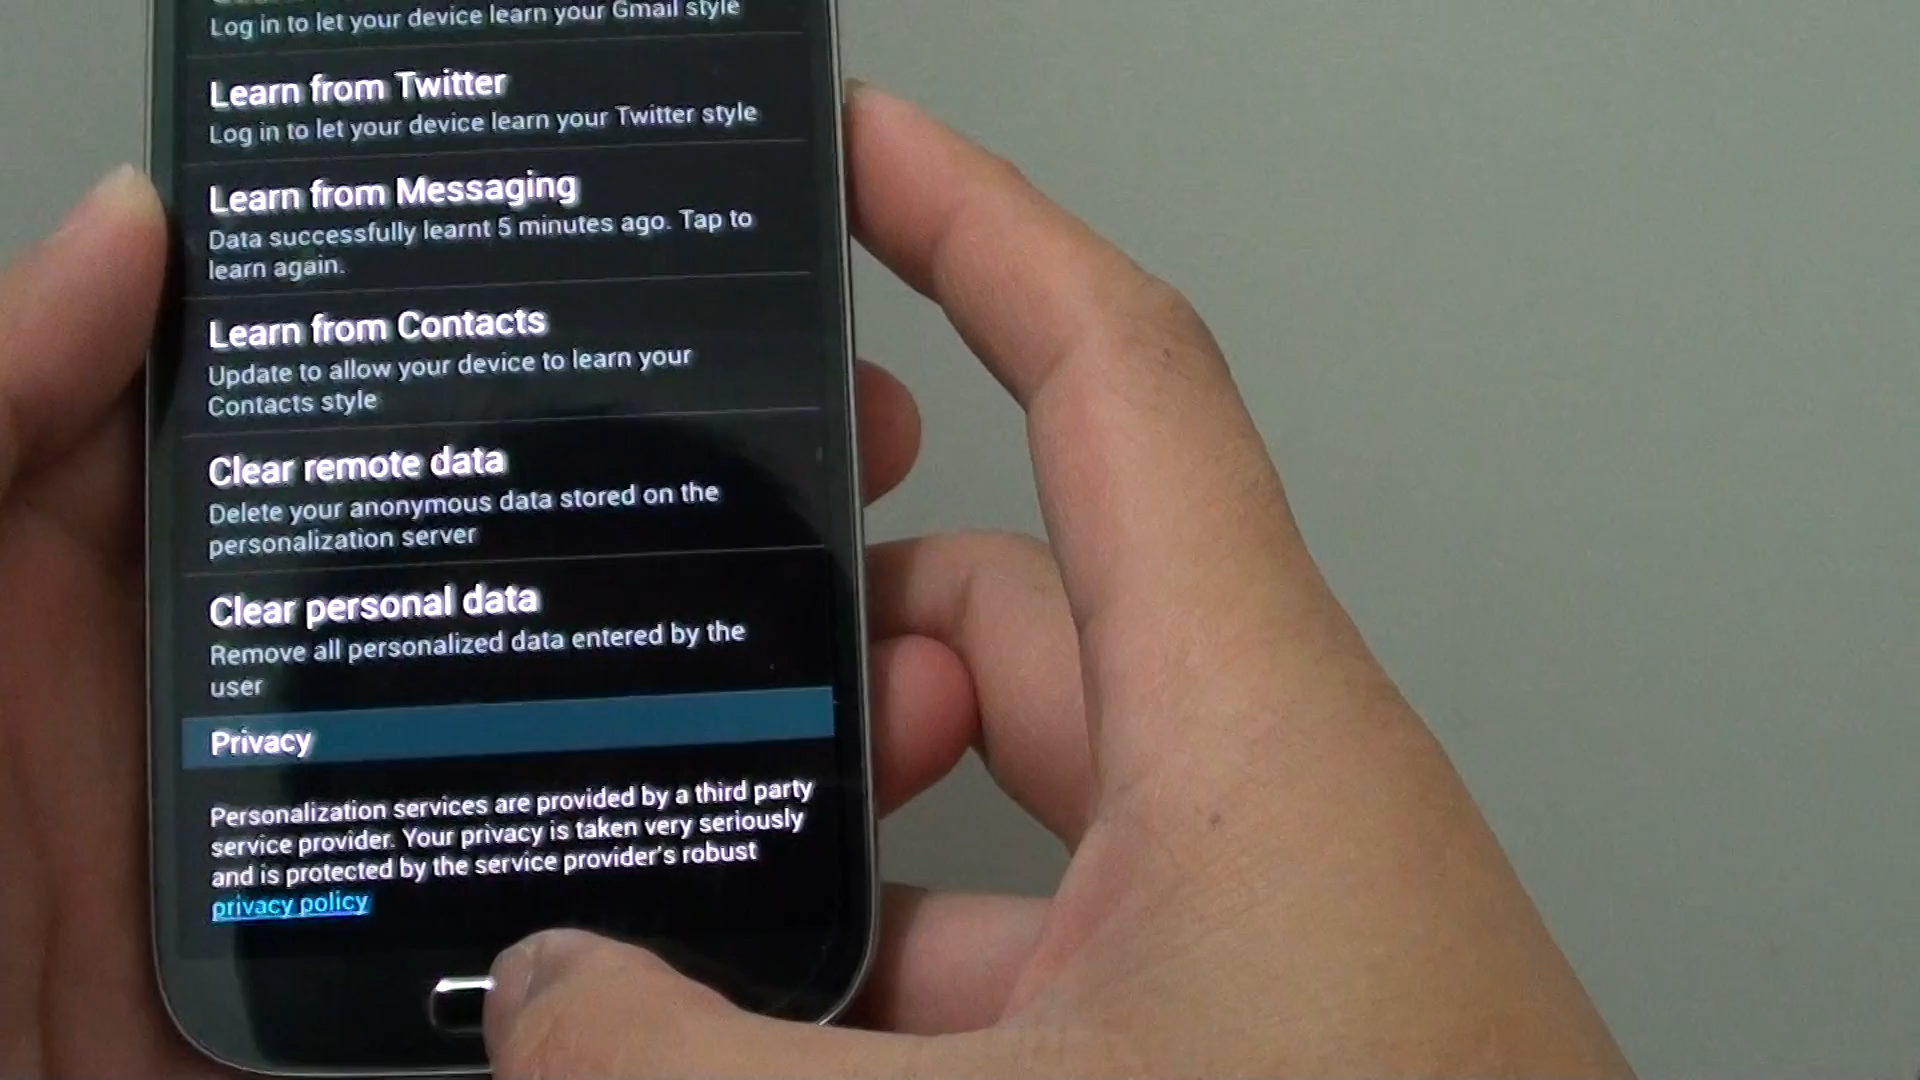 Log in to let your device learn your Gmail style
Learn from Twitter
Log in to let your device learn your Twitter style
Learn from Messaging
Data successfully learnt 5 minutes ago. Tap to
learn again.
Learn from Contacts
Update to allow your device to learn your
Contacts style
Clear remote data
Delete your anonymous data stored on the
personalization server
Clear personal data
Remove all personalized data entered by the
user
Privacy
Personalization services are provided by a third party
service provider. Your privacy is taken very seriously
and is protected by the service provider's robust
privacy policy